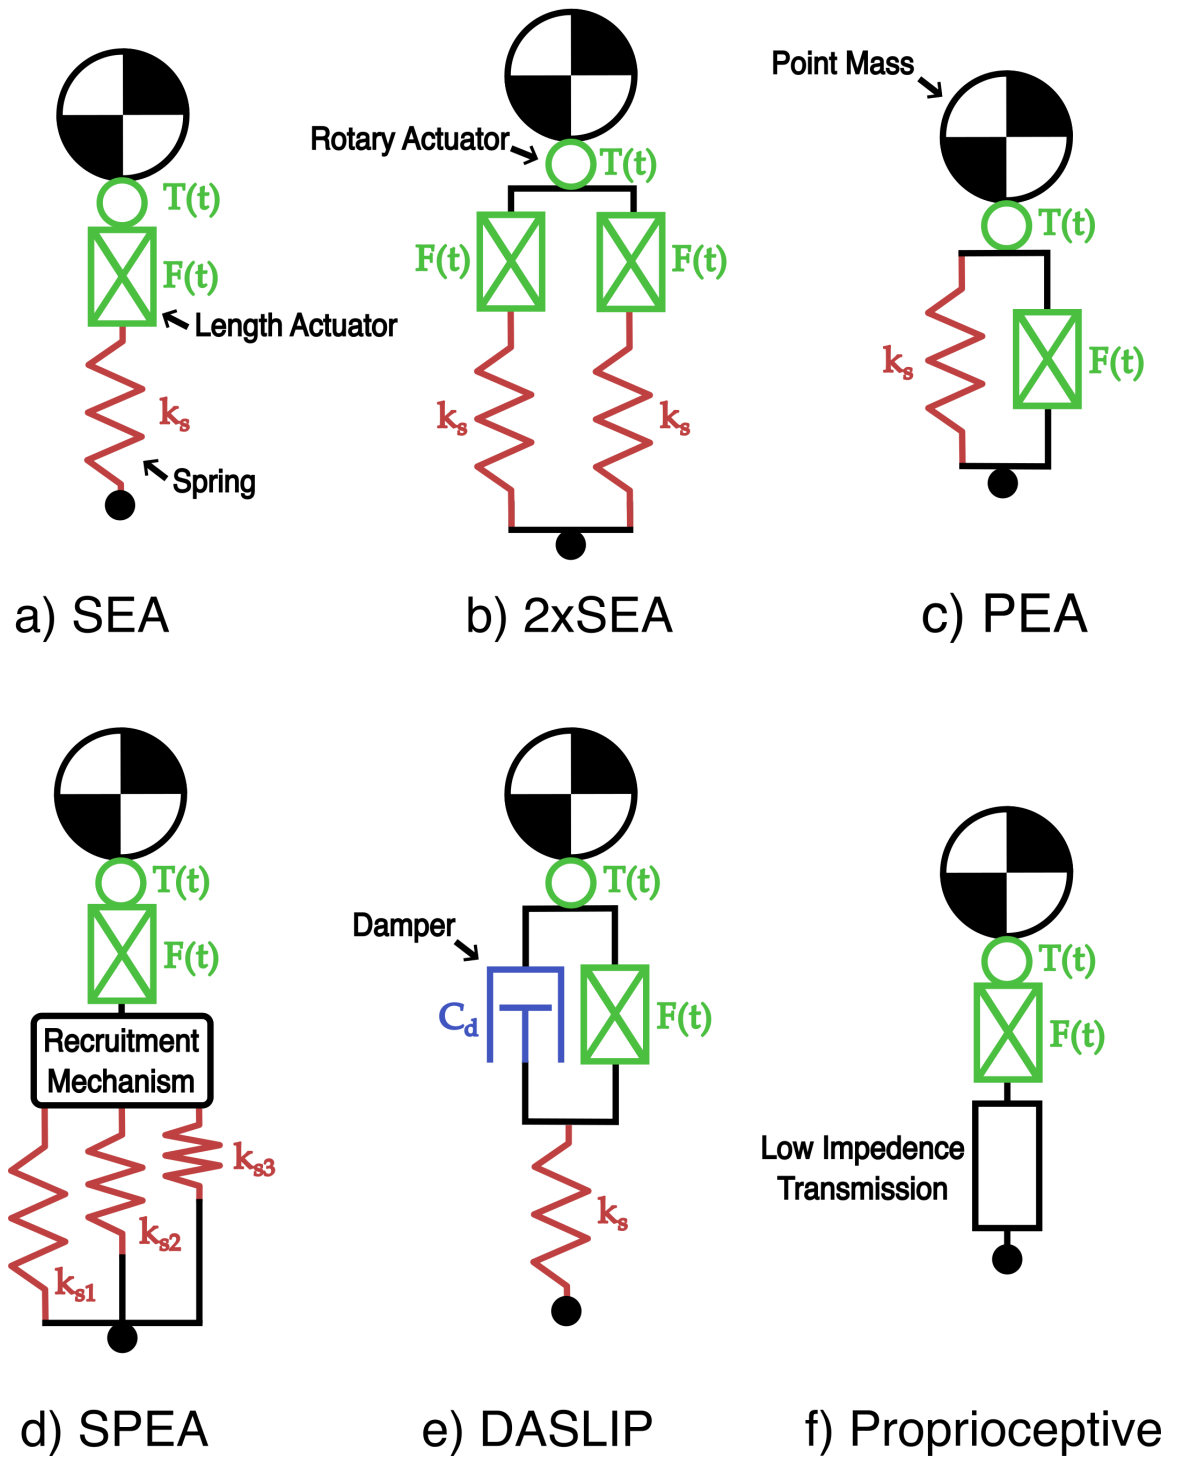 Point Mass
Rotary Actuator
T(t)
T(t)
T(t)
F(t)
F(t)
F(t)
Length Actuator
ks
F(t)
ks
ks
ks
Spring
a) SEA
b) 2xSEA
c) PEA
T(t)
T(t)
Damper
F(t)
T(t)
Cd
F(t)
F(t)
Recruitment
Mechanism
Low Impedence
Transmission
ks3
ks2
ks
ks1
d) SPEA
e) DASLIP
f) Proprioceptive